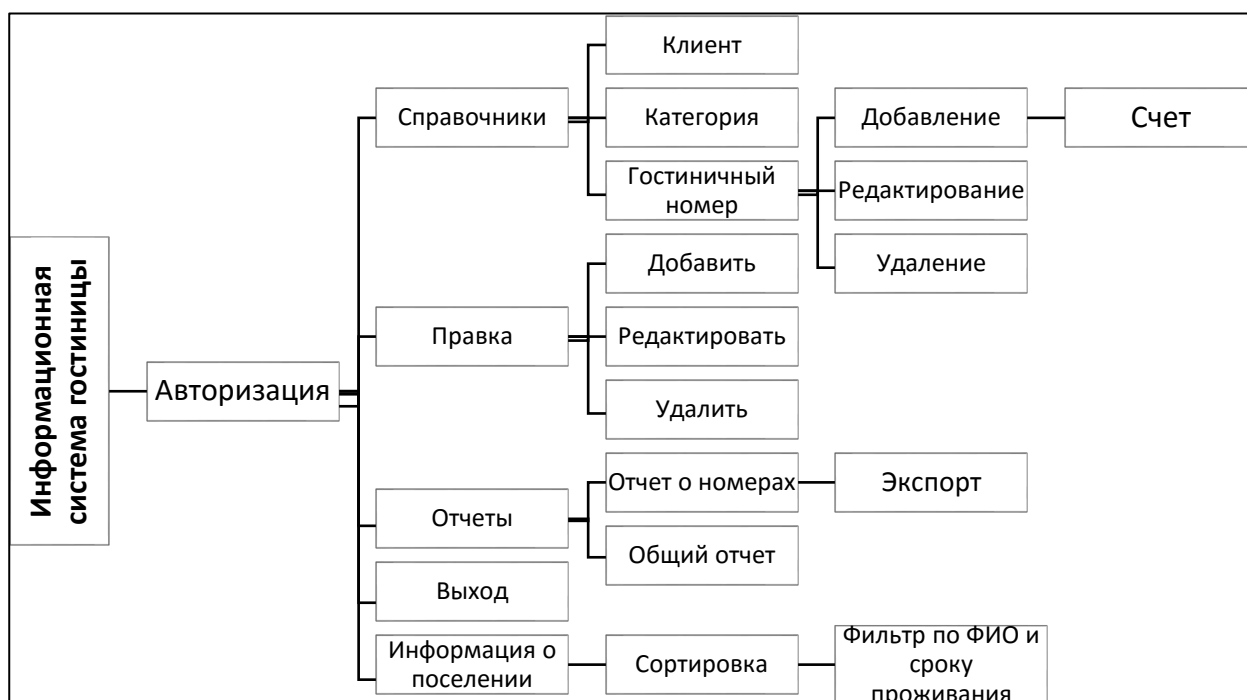 Информационная
система гостиницы
Авторизация
Справочники
Клиент
Категория
Гостиничный
номер
Добавление
Счет
Редактирование
Удаление
Правка
Добавить
Редактировать
Удалить
Отчеты
Отчет о номерах
Экспорт
Общий отчет
Выход
Информация о
поселении
Сортировка
Фильтр по ФИО и
сроку
проживания